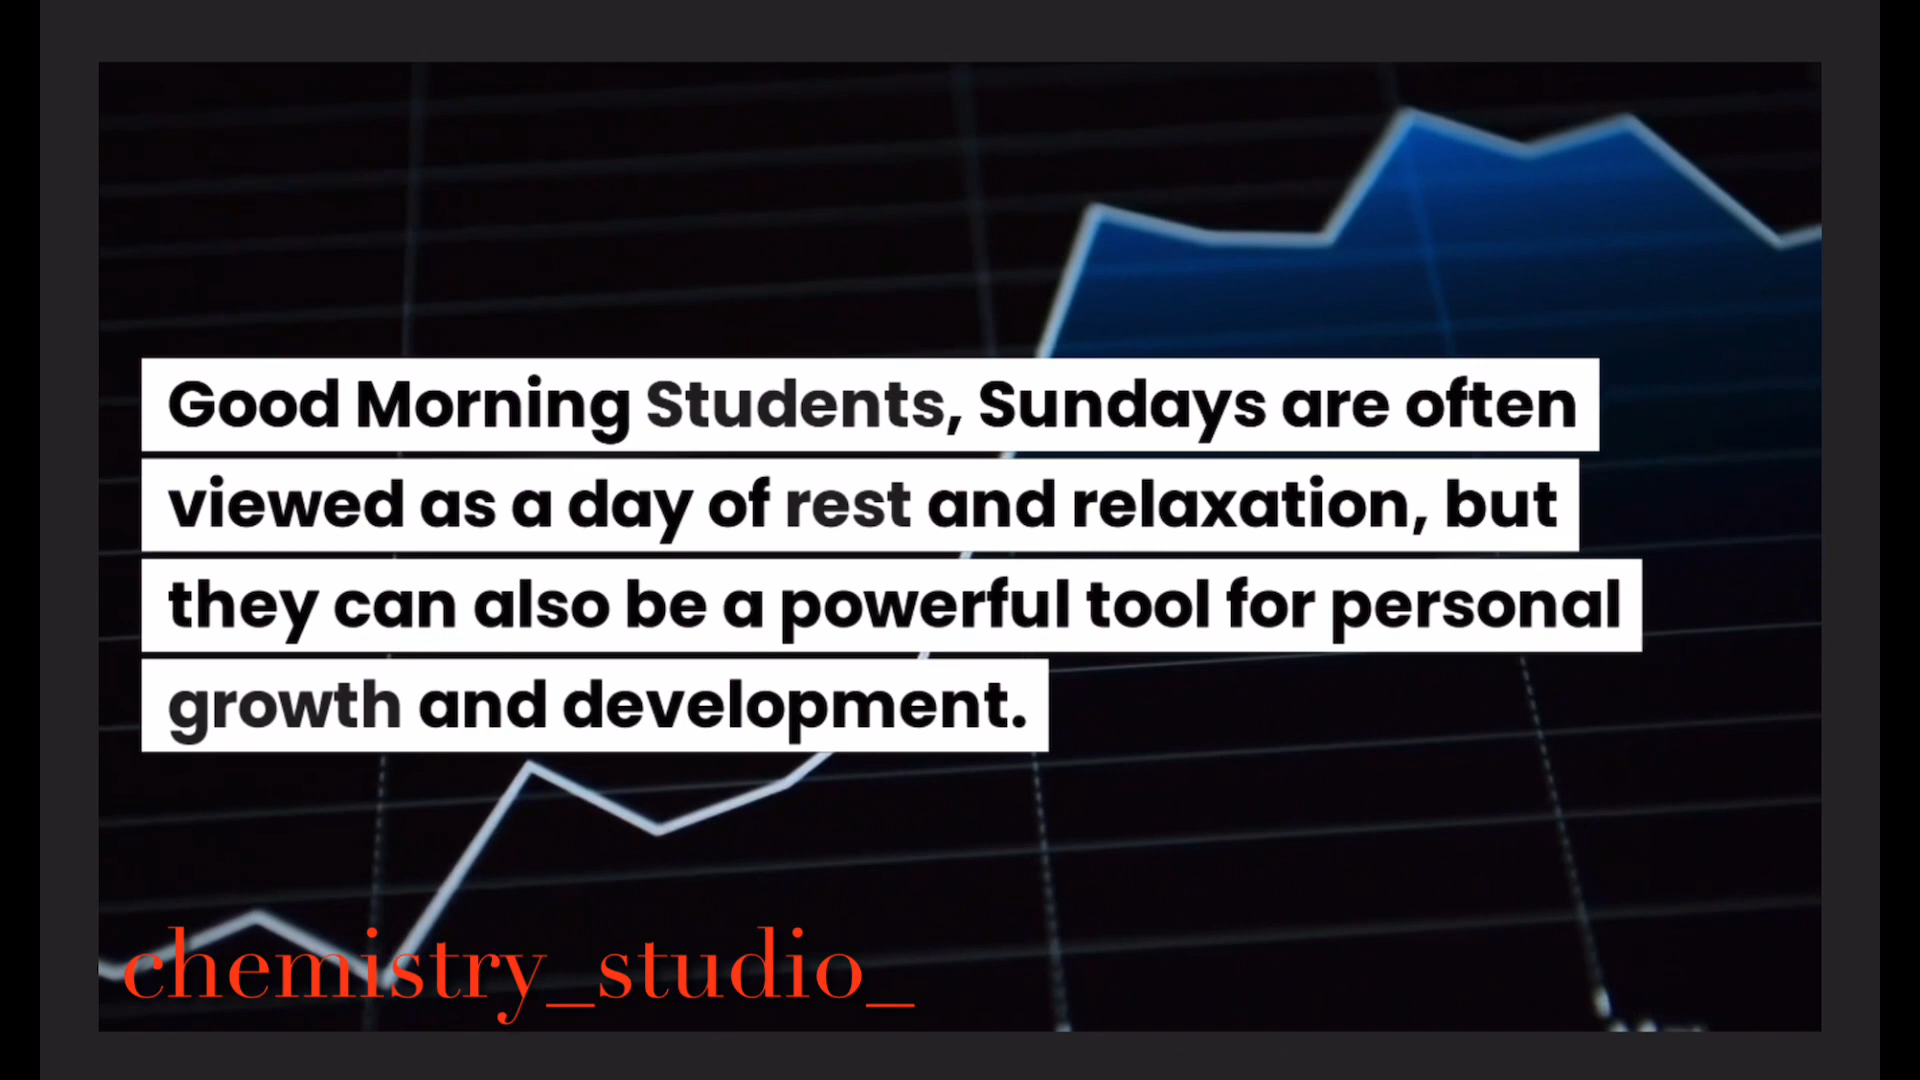 Good Morning Students, Sundays are often
viewed as a day of rest and relaxation, but
they can also be a powerful tool for personal
growth and development.
chemistry_studio_